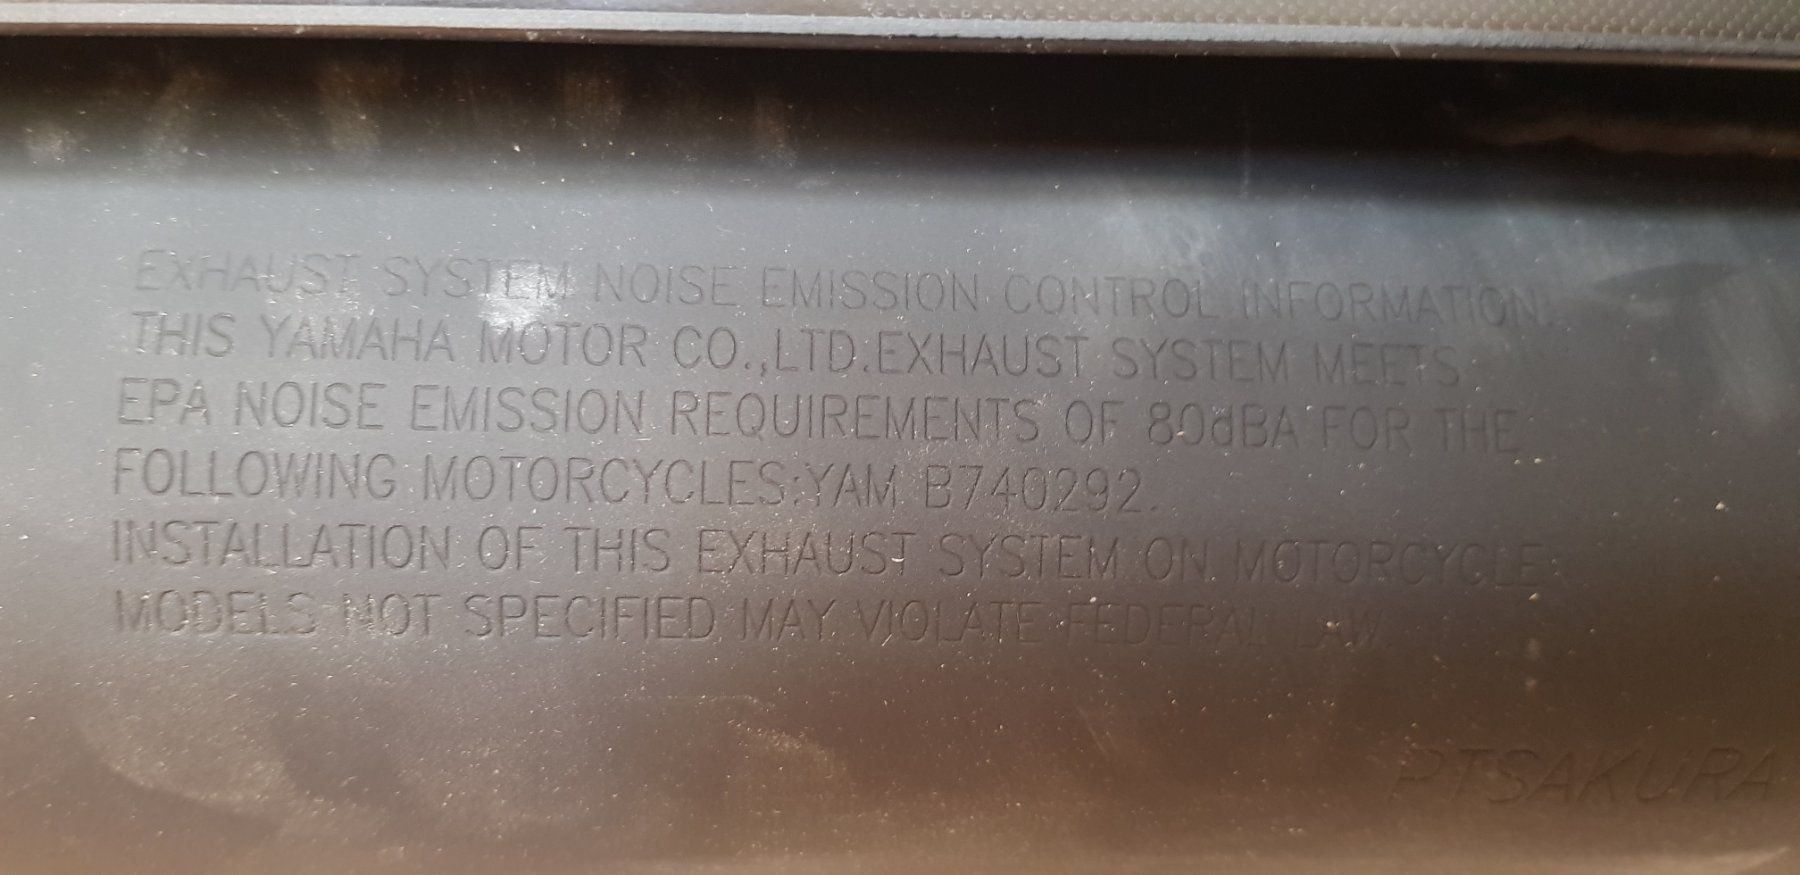 EXHAUST SYSTEM NOISE EMISSION CONTROL INFORMATION
THIS YAMAHA MOTOR CO.,LTD.EXHAUST SYSTEM MEETS
EPA NOISE EMISSION REQUIREMENTS OF 80dBA FOR THE
FOLLOWING MOTORCYCLES:YAM B740292.
INSTALLATION OF THIS EXHAUST SYSTEM ON MOTORCYCLE
MODELS NOT SPECIFIED MAY VIOLATE FEDERAL LAW.
PTSAKURA